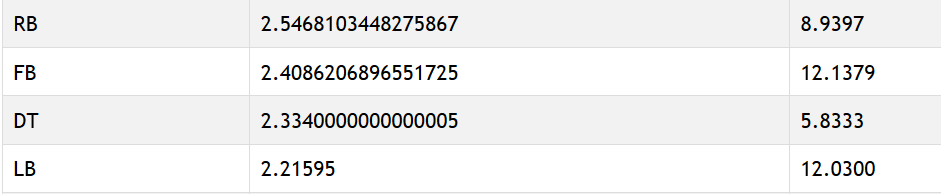 RB 2.5468103448275867 8.9397
FB 2.4086206896551725 12.1379
DT 2.3340000000000005 5.8333
LB 2.21595 12.0300